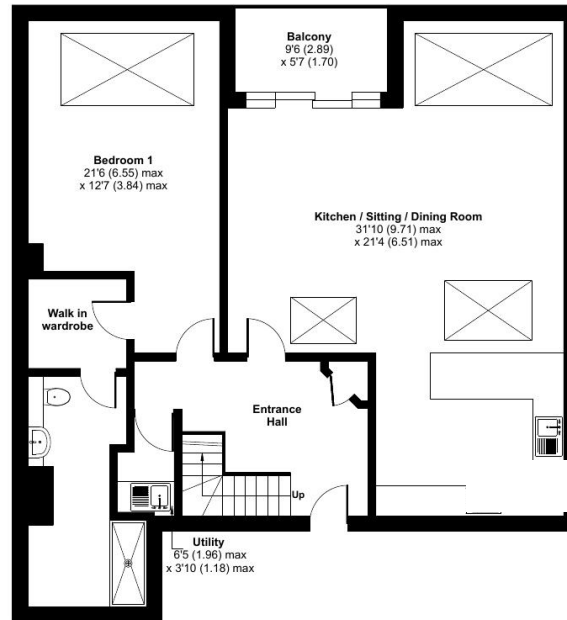 Balcony
9'6 (2.89)
x 5'7 (1.70)
Bedroom 1
21'6 (6.55) max
x 12'7 (3.84) max
Kitchen / Sitting / Dining Room
31'10 (9.71) max
x 21'4 (6.51) max
Walk in
wardrobe
Entrance
Hall
Up
Utility
6'5 (1.96) max
x 3'10 (1.18) max